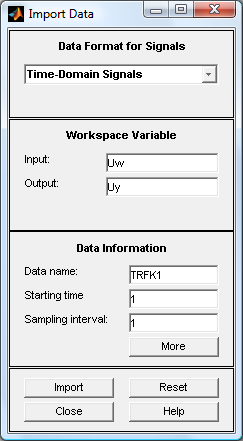 Import Data
Data Format for Signals
Time-Domain Signals
Workspace Variable
Input: Uw
Output: Uy
Data Information
Data name: TRFK1
Starting time 1
Sampling interval: 1
More
Import Reset
Close Help